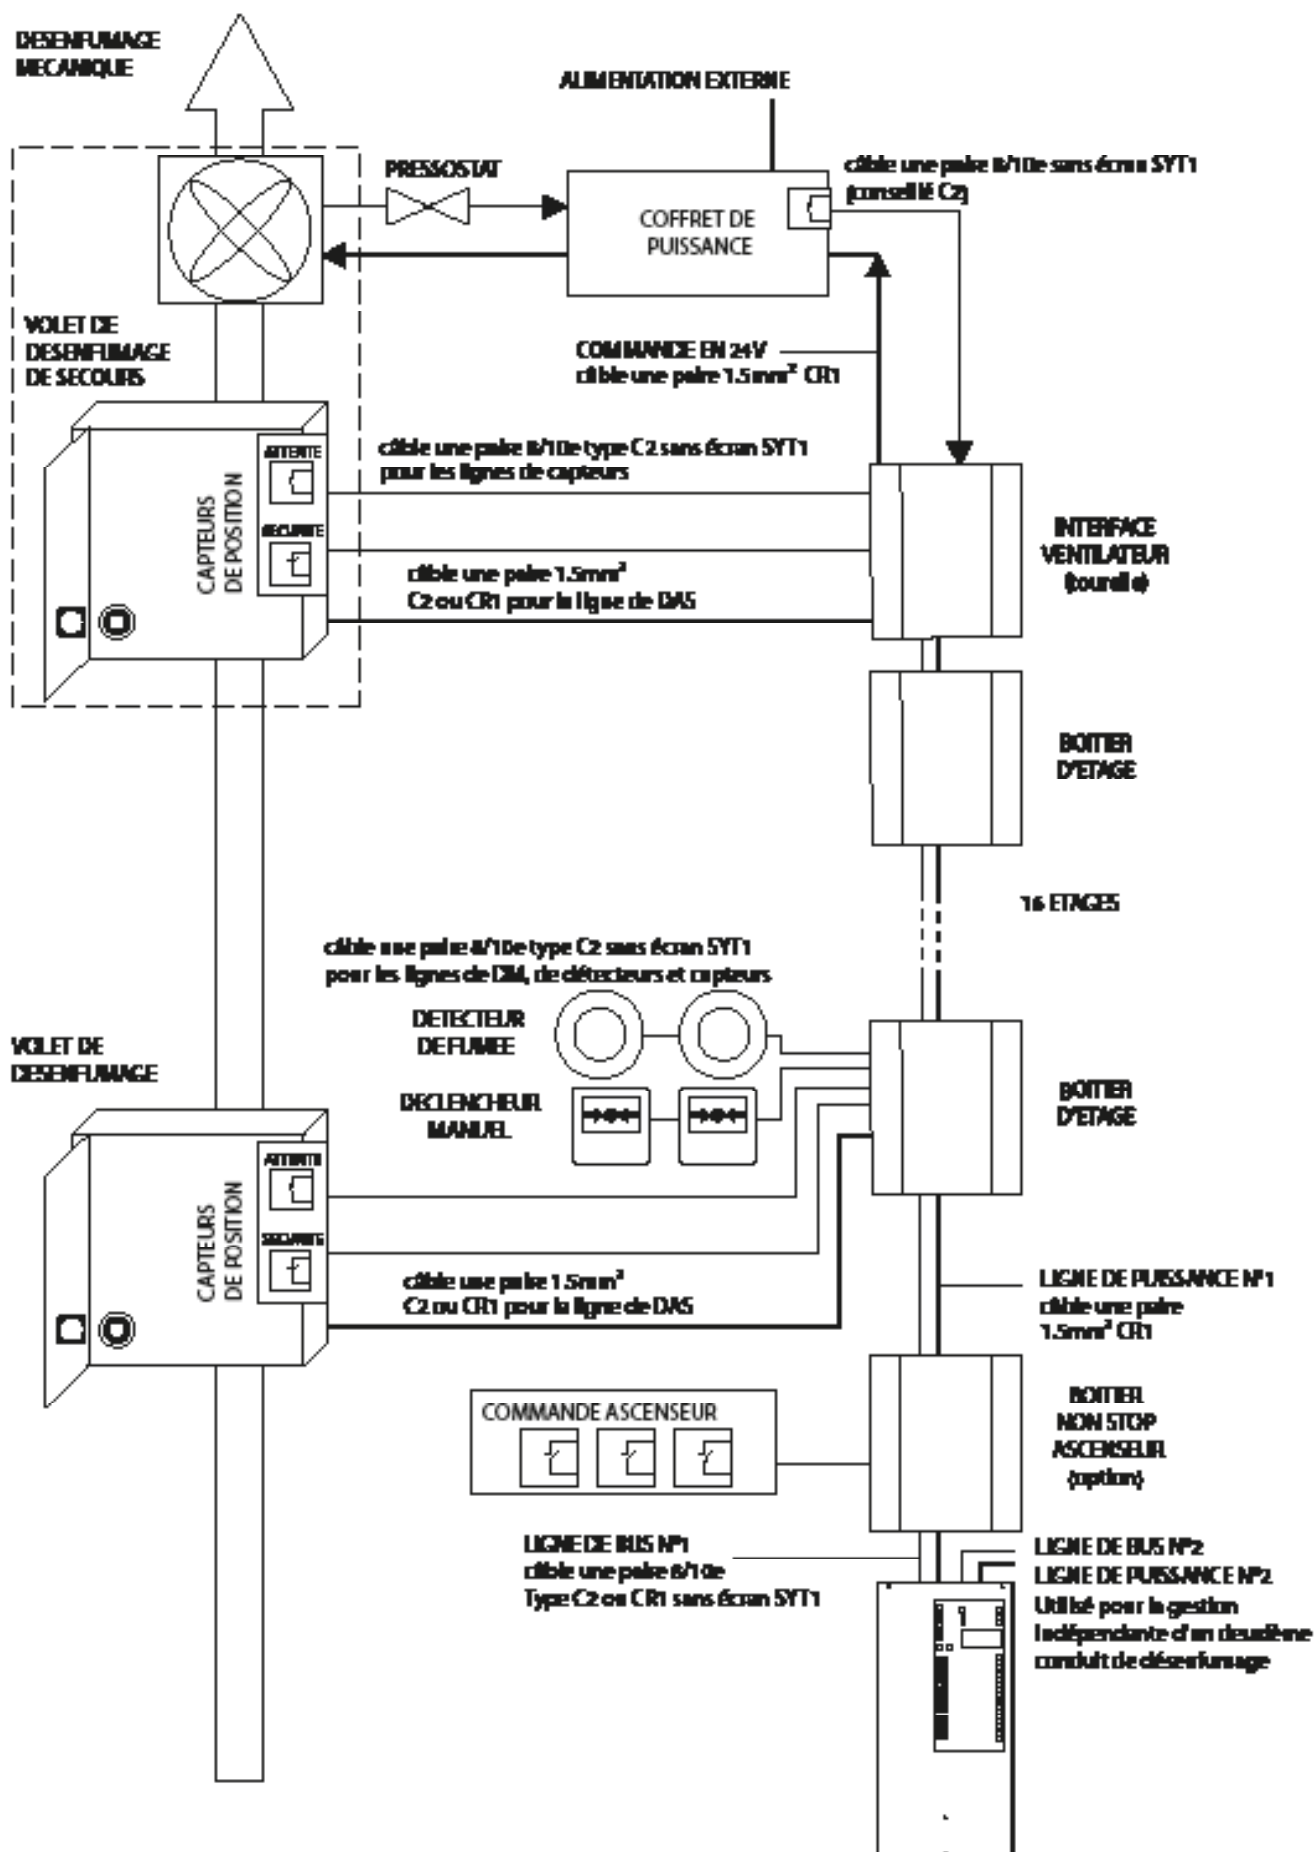 DESENFUMAGE
MECANIQUE
ALIMENTATION EXTERNE
PRESSOSTAT
câble une paire 8/10e sans écran SYT1
(conseillé C2)
COFFRET DE
PUISSANCE
VOLET DE
DESENFUMAGE
DE SECOURS
COMMANDE EN 24V
câble une paire 1.5mm² CR1
câble une paire 8/10e type C2 sans écran SYT1
pour les lignes de capteurs
ATTENTE
SECURITE
CAPTEURS
DE POSITION
INTERFACE
VENTILATEUR
(tourelle)
câble une paire 1.5mm²
C2 ou CR1 pour la ligne de DAS
BOITIER
D'ETAGE
16 ETAGES
câble une paire 8/10e type C2 sans écran SYT1
pour les lignes de DM, de détecteurs et capteurs
DETECTEUR
DE FUMEE
VOLET DE
DESENFUMAGE
DECLENCHEUR
MANUEL
BOITIER
D'ETAGE
ATTENTE
SECURITE
CAPTEURS
DE POSITION
câble une paire 1.5mm²
C2 ou CR1 pour la ligne de DAS
LIGNE DE PUISSANCE N°1
câble une paire
1.5mm² CR1
COMMANDE ASCENSEUR
BOITIER
NON STOP
ASCENSEUR
(option)
LIGNE DE BUS N°1
câble une paire 8/10e
Type C2 ou CR1 sans écran SYT1
LIGNE DE BUS N°2
LIGNE DE PUISSANCE N°2
Utilisé pour la gestion
indépendante d'un deuxième
conduit de désenfumage